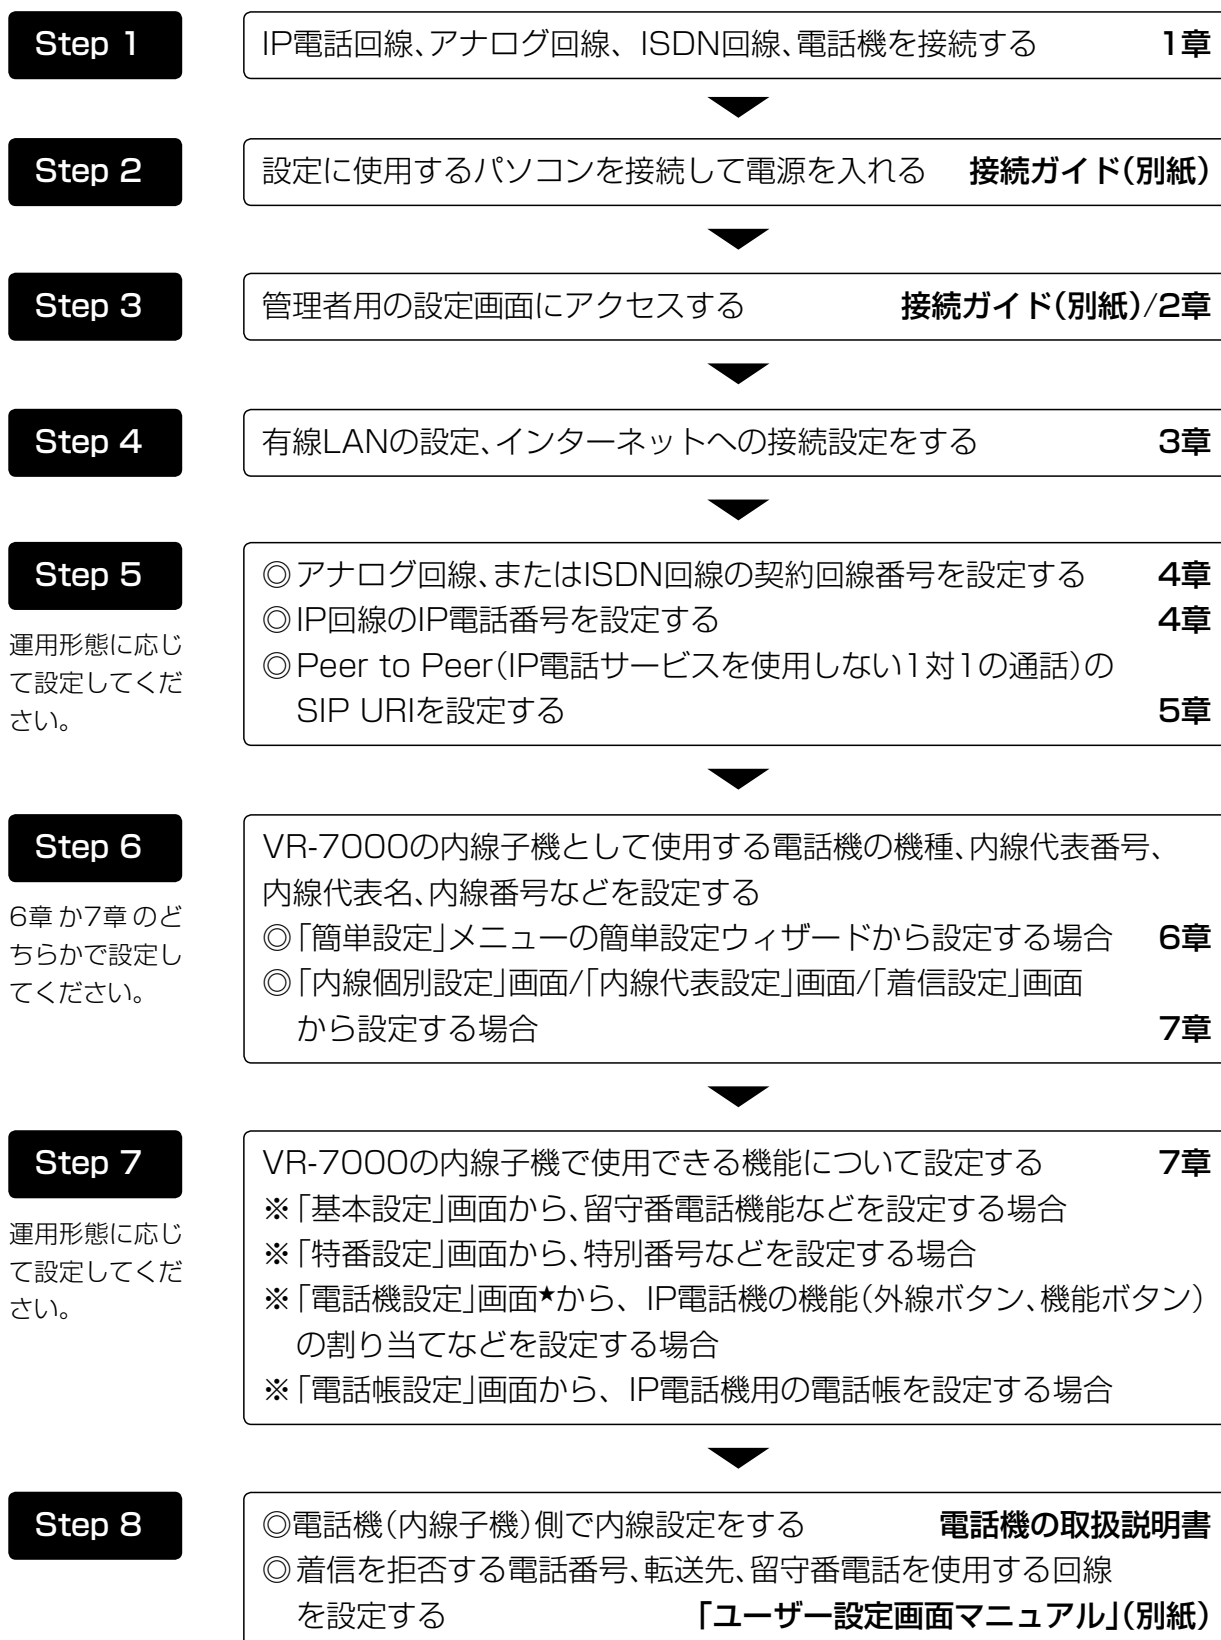 Step 1
IP電話回線、アナログ回線、ISDN回線、電話機を接続する 1章
Step 2
設定に使用するパソコンを接続して電源を入れる 接続ガイド(別紙)
Step 3
管理者用の設定画面にアクセスする 接続ガイド(別紙)/2章
Step 4
有線LANの設定、インターネットへの接続設定をする 3章
Step 5
運用形態に応じ
て設定してくだ
さい。
◎アナログ回線、またはISDN回線の契約回線番号を設定する 4章
◎IP回線のIP電話番号を設定する 4章
◎Peer to Peer(IP電話サービスを使用しない1対1の通話)の
SIP URIを設定する 5章
Step 6
6章か7章のど
ちらかで設定し
てください。
VR-7000の内線子機として使用する電話機の機種、内線代表番号、
内線代表名、内線番号などを設定する
◎「簡単設定」メニューの簡単設定ウィザードから設定する場合 6章
◎「内線個別設定」画面/「内線代表設定」画面/「着信設定」画面
から設定する場合 7章
Step 7
運用形態に応じ
て設定してくだ
さい。
VR-7000の内線子機で使用できる機能について設定する 7章
※「基本設定」画面から、留守番電話機能などを設定する場合
※「特番設定」画面から、特別番号などを設定する場合
※「電話機設定」画面★から、IP電話機の機能(外線ボタン、機能ボタン)
の割り当てなどを設定する場合
※「電話帳設定」画面から、IP電話機用の電話帳を設定する場合
Step 8
◎電話機(内線子機)側で内線設定をする 電話機の取扱説明書
◎着信を拒否する電話番号、転送先、留守番電話を使用する回線
を設定する 「ユーザー設定画面マニュアル」(別紙)